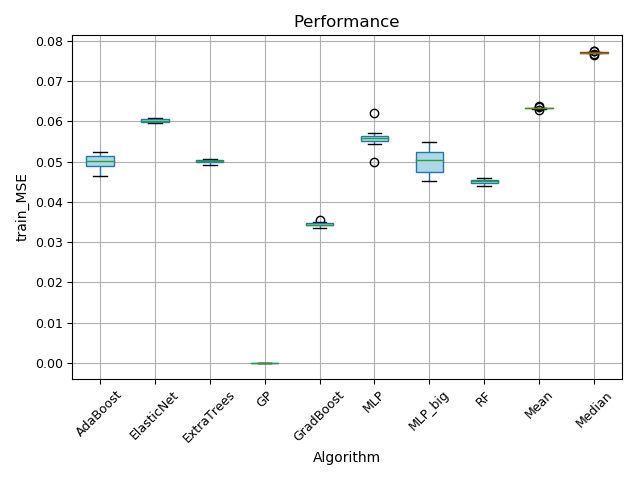 Performance
train_MSE
0.08
0.07
0.06
0.05
0.04
0.03
0.02
0.01
0.00
AdaBoost
ElasticNet
ExtraTrees
GP
GradBoost
MLP
MLP_big
RF
Mean
Median
Algorithm